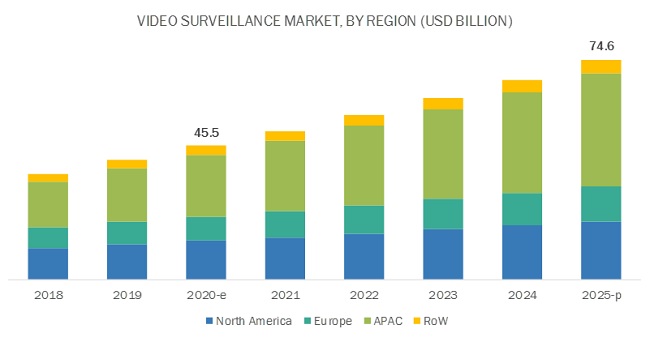 VIDEO SURVEILLANCE MARKET, BY REGION (USD BILLION)
74.6
45.5
2018 2019 2020-e 2021 2022 2023 2024 2025-p
North America Europe APAC RoW